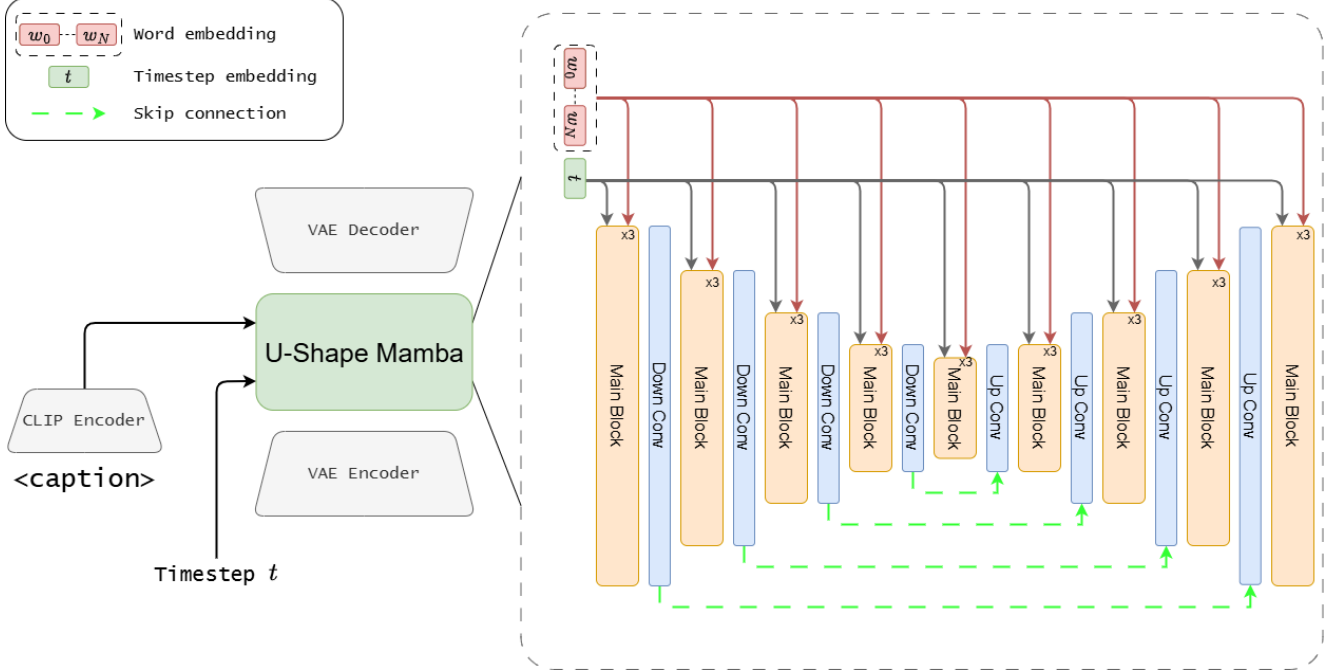 w0 wN Word embedding
t Timestep embedding
Skip connection
VAE Decoder
U-Shape Mamba
CLIP Encoder
<caption>
VAE Encoder
Timestep t
w0
wN
t
x3
Main Block
Down Conv
x3
Main Block
Down Conv
x3
Main Block
Down Conv
x3
Main Block
Down Conv
x3
Main Block
Up Conv
x3
Main Block
Up Conv
x3
Main Block
Up Conv
x3
Main Block
Up Conv
x3
Main Block